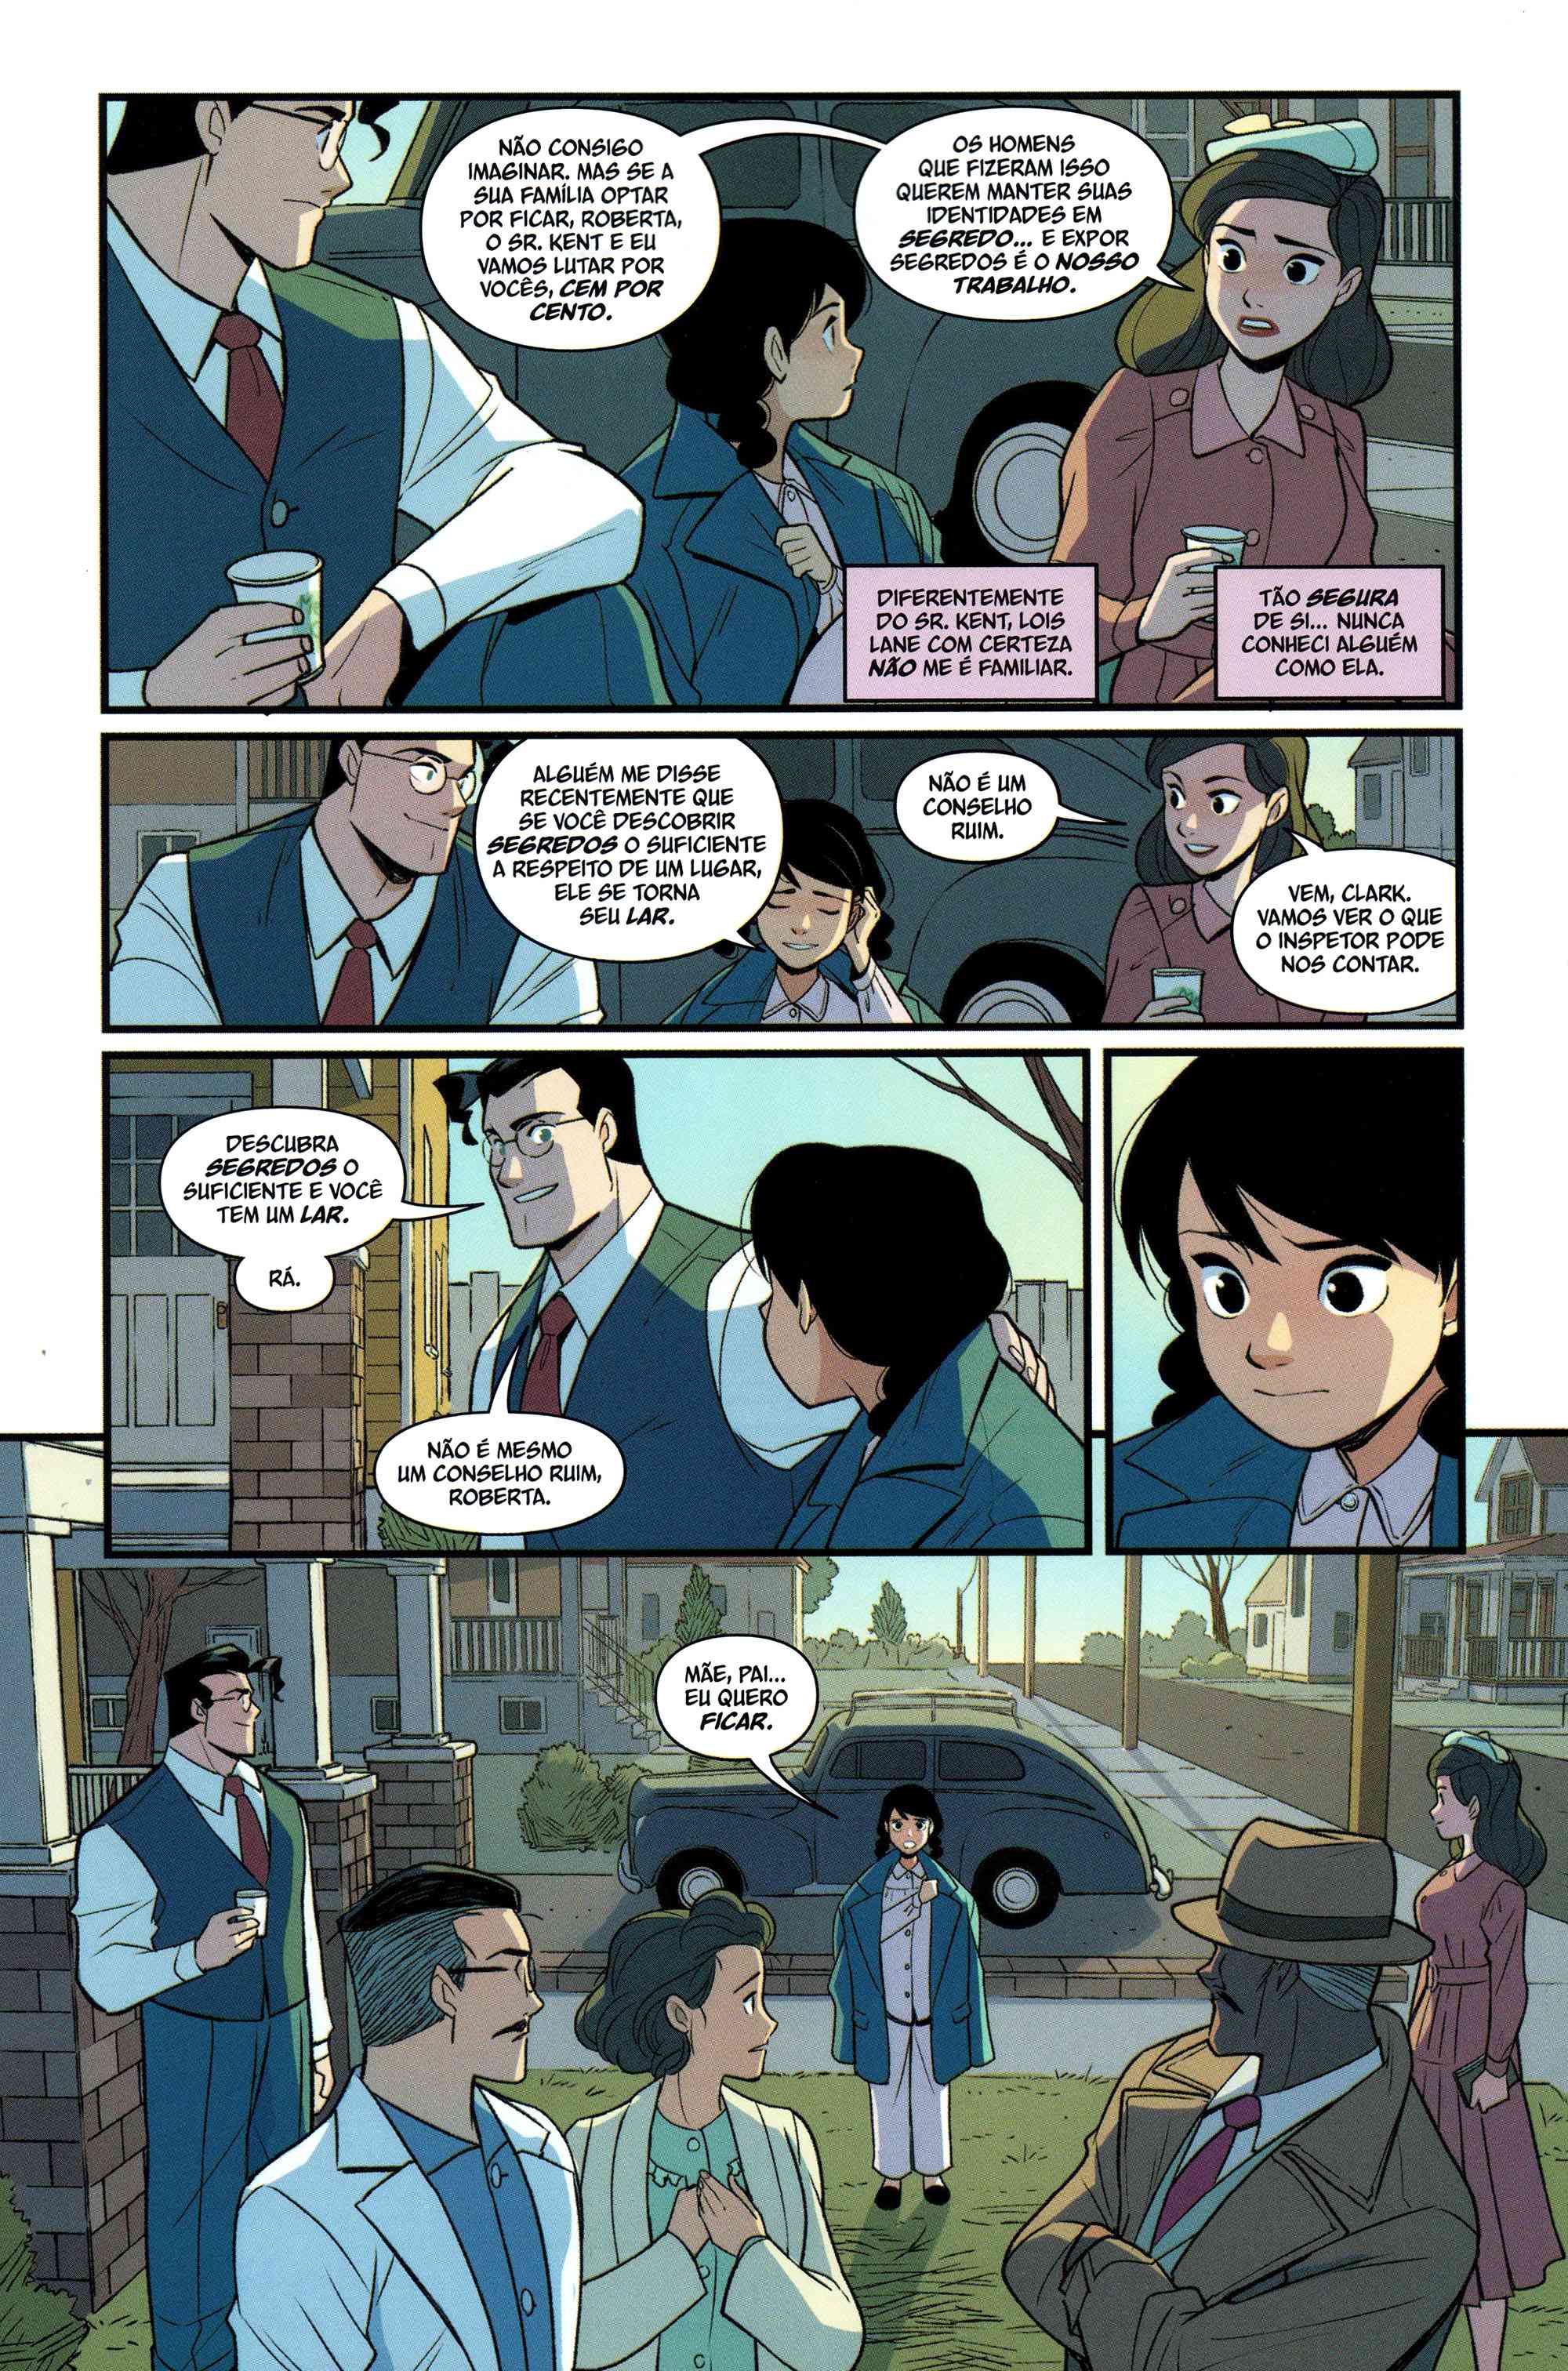 NÃO CONSIGO
IMAGINAR. MAS SE A
SUA FAMÍLIA OPTAR
POR FICAR, ROBERTA,
O SR. KENT E EU
VAMOS LUTAR POR
VOCÊS, CEM POR
CENTO.
OS HOMENS
QUE FIZERAM ISSO
QUEREM MANTER SUAS
IDENTIDADES EM
SEGREDO... E EXPOR
SEGREDOS É O NOSSO
TRABALHO.
DIFERENTEMENTE
DO SR. KENT, LOIS
LANE COM CERTEZA
NÃO ME É FAMILIAR.
TÃO SEGURA
DE SI... NUNCA
CONHECI ALGUÉM
COMO ELA.
ALGUÉM ME DISSE
RECENTEMENTE QUE
SE VOCÊ DESCOBRIR
SEGREDOS O SUFICIENTE
A RESPEITO DE UM LUGAR,
ELE SE TORNA
SEU LAR.
NÃO É UM
CONSELHO
RUIM.
VEM, CLARK.
VAMOS VER O QUE
O INSPETOR PODE
NOS CONTAR.
DESCUBRA
SEGREDOS O
SUFICIENTE E VOCÊ
TEM UM LAR.
RÁ.
NÃO É MESMO
UM CONSELHO RUIM,
ROBERTA.
MÃE, PAI...
EU QUERO
FICAR.